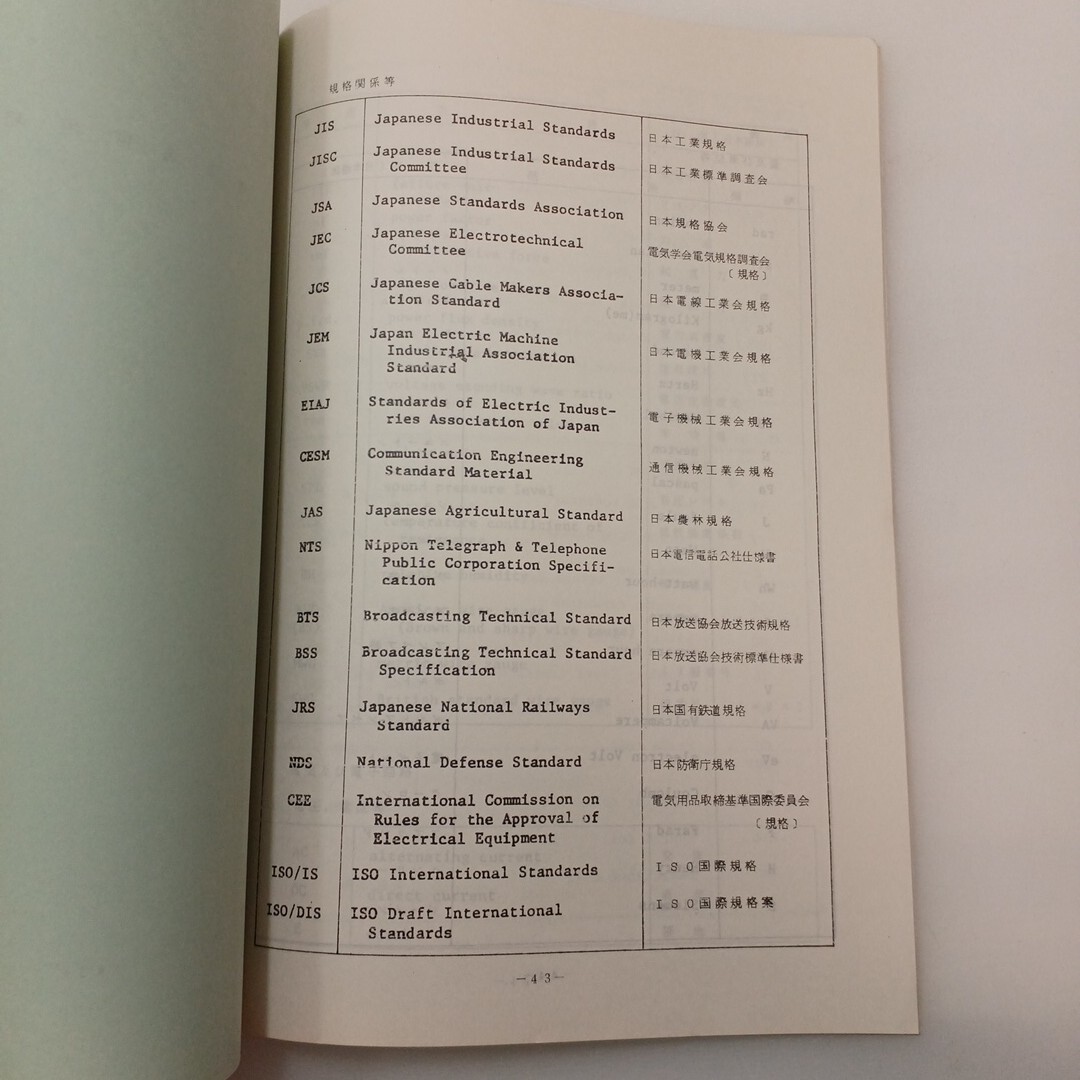 規格関係等
JIS Japanese Industrial Standards 日本工業規格
JISC Japanese Industrial Standards 日本工業標準調査会
Committee
JSA Japanese Standards Association 日本規格協会
JEC Japanese Electrotechnical 電気学会電気規格調査会
Committee 〔規格〕
JCS Japanese Cable Makers Associa- 日本電線工業会規格
tion Standard
JEM Japan Electric Machine 日本電機工業会規格
Industrial Association
Standard
EIAJ Standards of Electric Indust- 電子機械工業会規格
ries Association of Japan
CESM Communication Engineering 通信機械工業会規格
Standard Material
JAS Japanese Agricultural Standard 日本農林規格
NTS Nippon Telegraph & Telephone 日本電信電話公社仕様書
Public Corporation Specifi-
cation
BTS Broadcasting Technical Standard 日本放送協会放送技術規格
BSS Broadcasting Technical Standard 日本放送協会技術標準仕様書
Specification
JRS Japanese National Railways 日本国有鉄道規格
Standard
NDS National Defense Standard 日本防衛庁規格
CEE International Commission on 電気用品取締基準国際委員会
Rules for the Approval of 〔規格〕
Electrical Equipment
ISO/IS ISO International Standards ISO国際規格
ISO/DIS ISO Draft International ISO国際規格案
Standards
—43—